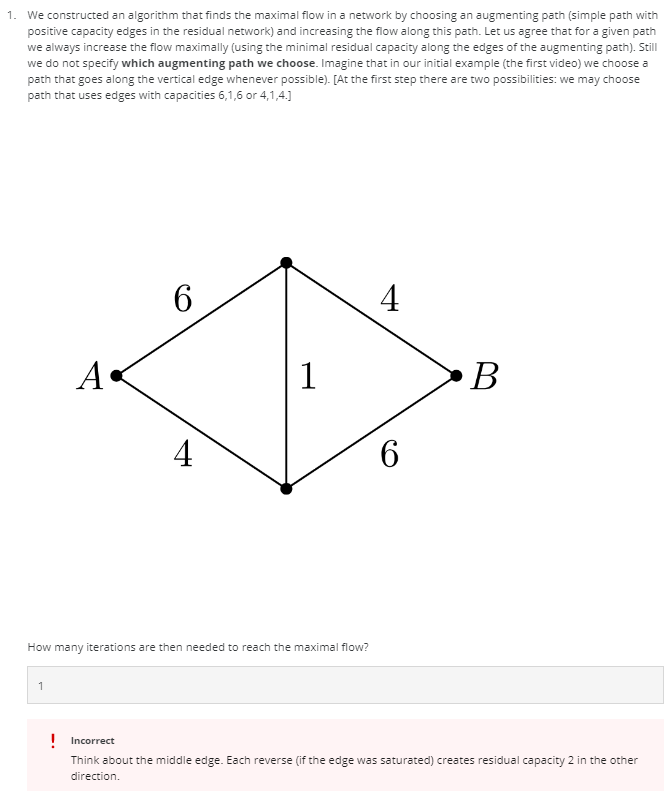 1. We constructed an algorithm that finds the maximal flow in a network by choosing an augmenting path (simple path with
positive capacity edges in the residual network) and increasing the flow along this path. Let us agree that for a given path
we always increase the flow maximally (using the minimal residual capacity along the edges of the augmenting path). Still
we do not specify which augmenting path we choose. Imagine that in our initial example (the first video) we choose a
path that goes along the vertical edge whenever possible). [At the first step there are two possibilities: we may choose
path that uses edges with capacities 6,1,6 or 4,1,4.]
6
4
A
1
B
4
6
How many iterations are then needed to reach the maximal flow?
1
! Incorrect
Think about the middle edge. Each reverse (if the edge was saturated) creates residual capacity 2 in the other
direction.